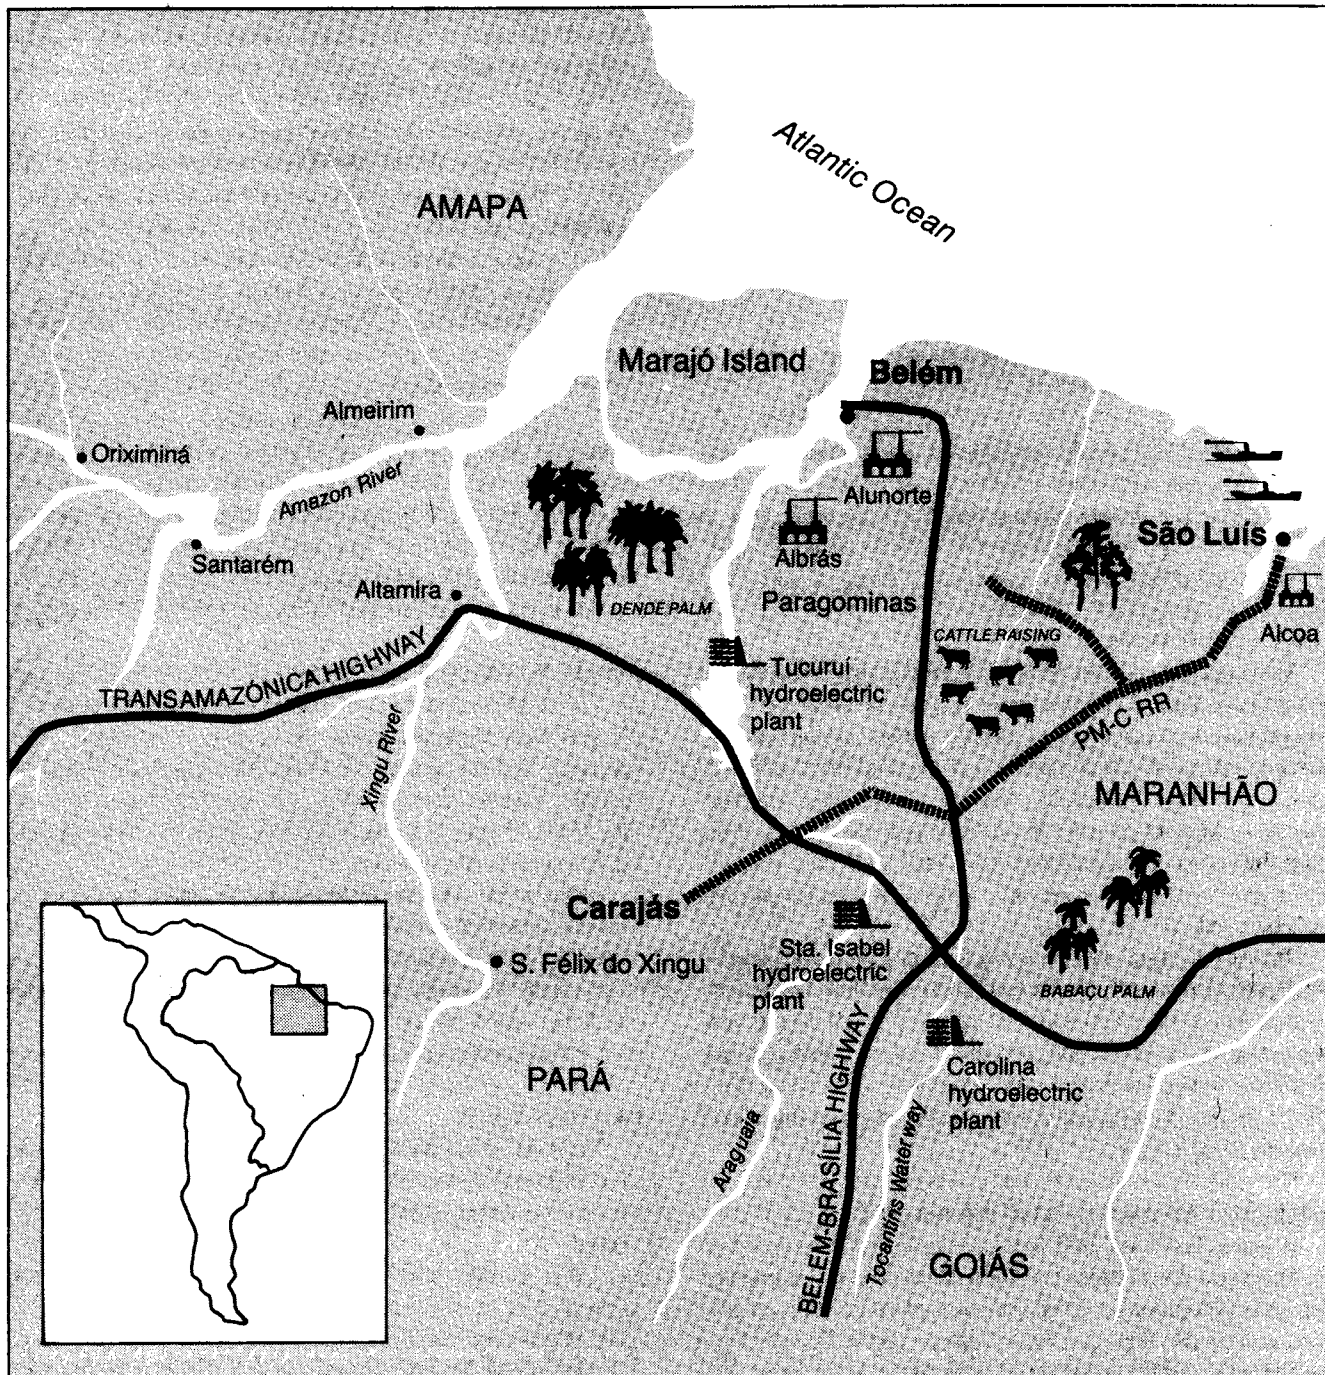 Atlantic Ocean
AMAPA
Marajó Island
Belém
Almeirim
Oriximiná
Amazon River
Alunorte
São Luís
Santarém
Albrás
Altamira
DENDE PALM
Paragominas
CATTLE RAISING
Alcoa
TRANSAMAZÓNICA HIGHWAY
Tucuruí
hydroelectric
plant
PM-C RR
Xingu River
MARANHÃO
Carajás
Sta. Isabel
hydroelectric
plant
S. Félix do Xingu
BABAÇU PALM
BELEM-BRASÍLIA HIGHWAY
Carolina
hydroelectric
plant
PARÁ
Araguaia
Tocantins Waterway
GOIÁS